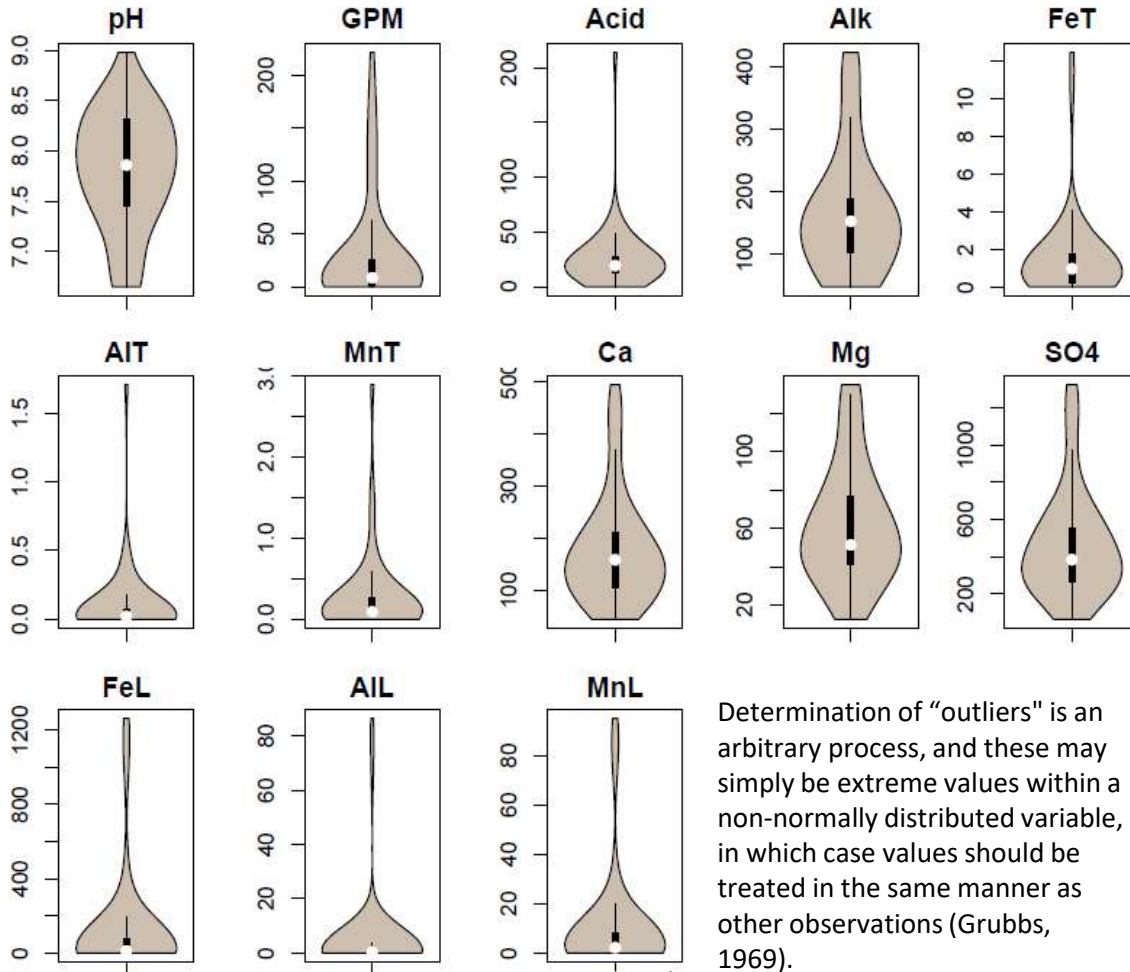 pH
9.0
8.5
8.0
7.5
7.0
GPM
200
100
50
0
Acid
200
100
50
0
Alk
400
300
200
100
FeT
10
8
6
4
2
0
AlT
1.5
1.0
0.5
0.0
MnT
3.0
2.0
1.0
0.0
Ca
500
300
100
Mg
100
60
20
SO4
1000
600
200
FeL
1200
800
400
0
AlL
80
60
40
20
0
MnL
80
60
40
20
0
Determination of “outliers" is an
arbitrary process, and these may
simply be extreme values within a
non-normally distributed variable,
in which case values should be
treated in the same manner as
other observations (Grubbs,
1969).